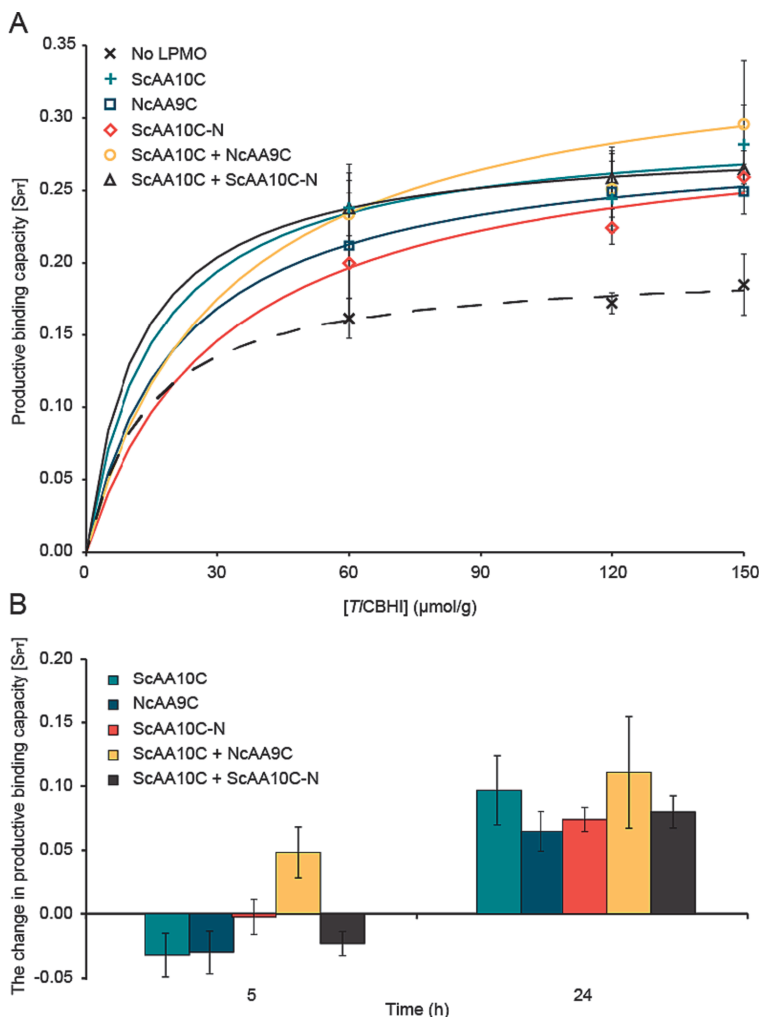 A
0.35
0.30
0.25
0.20
0.15
0.10
0.05
0.00
Productive binding capacity [SPT]
No LPMO
ScAA10C
NcAA9C
ScAA10C-N
ScAA10C + NcAA9C
ScAA10C + ScAA10C-N
0 30 60 90 120 150
[TlCBHI] (µmol/g)
B
0.20
0.15
0.10
0.05
0.00
-0.05
The change in productive binding capacity [SPT]
ScAA10C
NcAA9C
ScAA10C-N
ScAA10C + NcAA9C
ScAA10C + ScAA10C-N
5 24
Time (h)